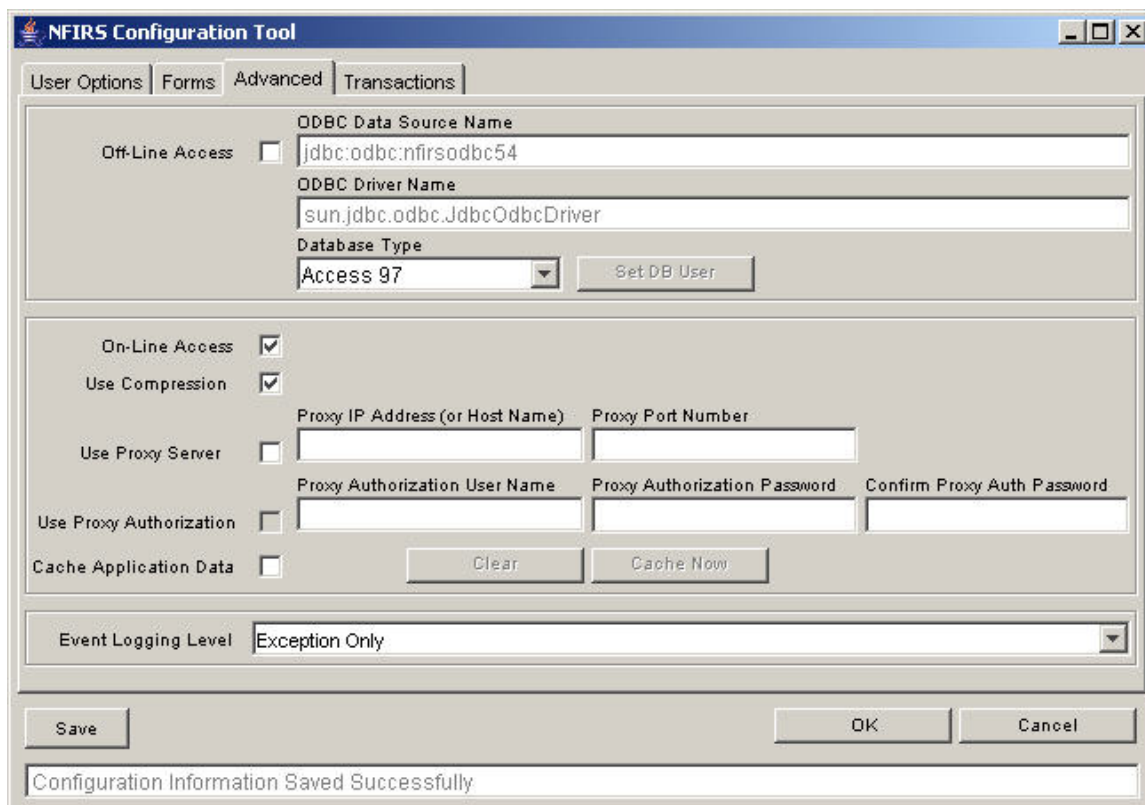 NFIRS Configuration Tool
User Options Forms Advanced Transactions
ODBC Data Source Name
Off-Line Access jdbc:odbc:nfirsodbc54
ODBC Driver Name
sun.jdbc.odbc.JdbcOdbcDriver
Database Type
Access 97 Set DB User
On-Line Access
Use Compression
Proxy IP Address (or Host Name) Proxy Port Number
Use Proxy Server
Proxy Authorization User Name Proxy Authorization Password Confirm Proxy Auth Password
Use Proxy Authorization
Cache Application Data Clear Cache Now
Event Logging Level Exception Only
Save OK Cancel
Configuration Information Saved Successfully